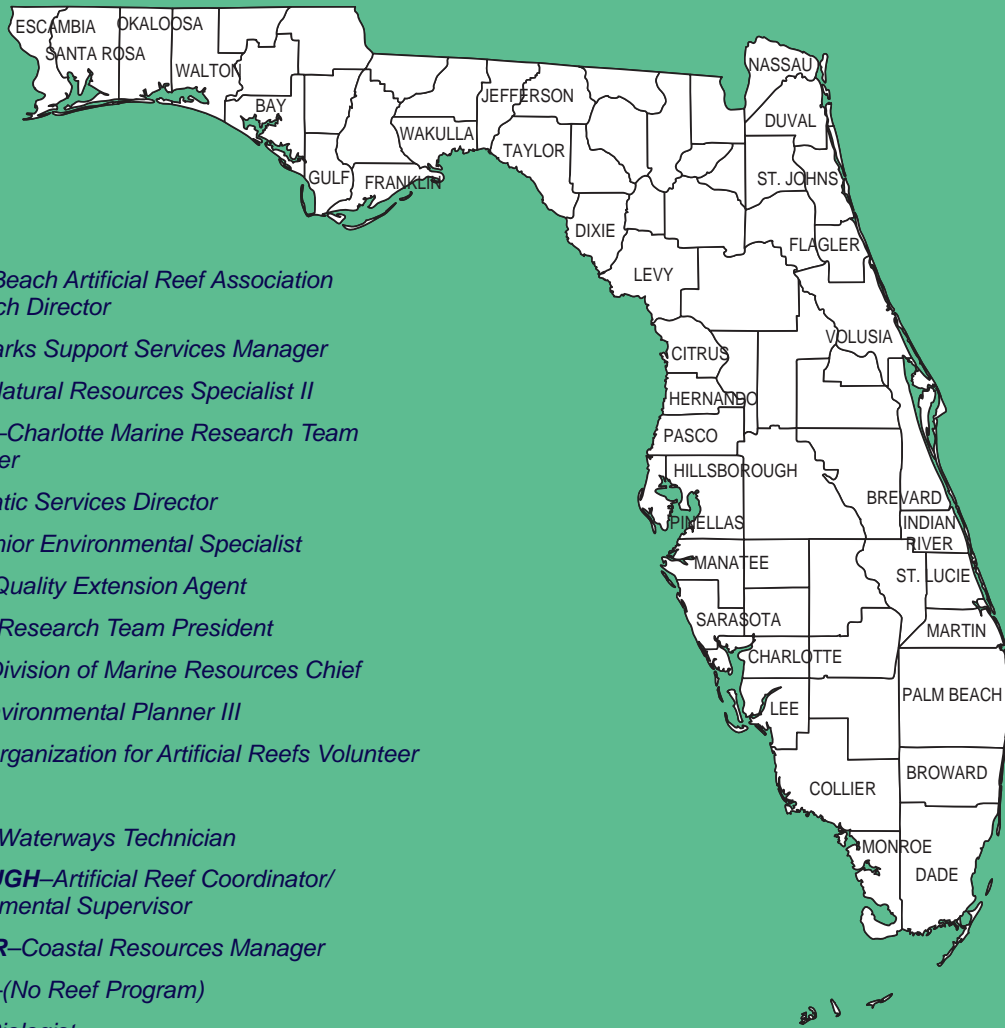 ESCAMBIA
OKALOOSA
SANTA ROSA
WALTON
BAY
GULF
FRANKLIN
WAKULLA
JEFFERSON
TAYLOR
DIXIE
LEVY
NASSAU
DUVAL
ST. JOHNS
FLAGLER
VOLUSIA
CITRUS
HERNANDO
PASCO
HILLSBOROUGH
PINELLAS
MANATEE
SARASOTA
CHARLOTTE
LEE
COLLIER
MONROE
BREVARD
INDIAN
RIVER
ST. LUCIE
MARTIN
PALM BEACH
BROWARD
DADE
Beach Artificial Reef Association
ch Director
arks Support Services Manager
Natural Resources Specialist II
–Charlotte Marine Research Team
er
atic Services Director
nior Environmental Specialist
Quality Extension Agent
Research Team President
Division of Marine Resources Chief
vironmental Planner III
rganization for Artificial Reefs Volunteer
Waterways Technician
UGH–Artificial Reef Coordinator/
mental Supervisor
R–Coastal Resources Manager
–(No Reef Program)